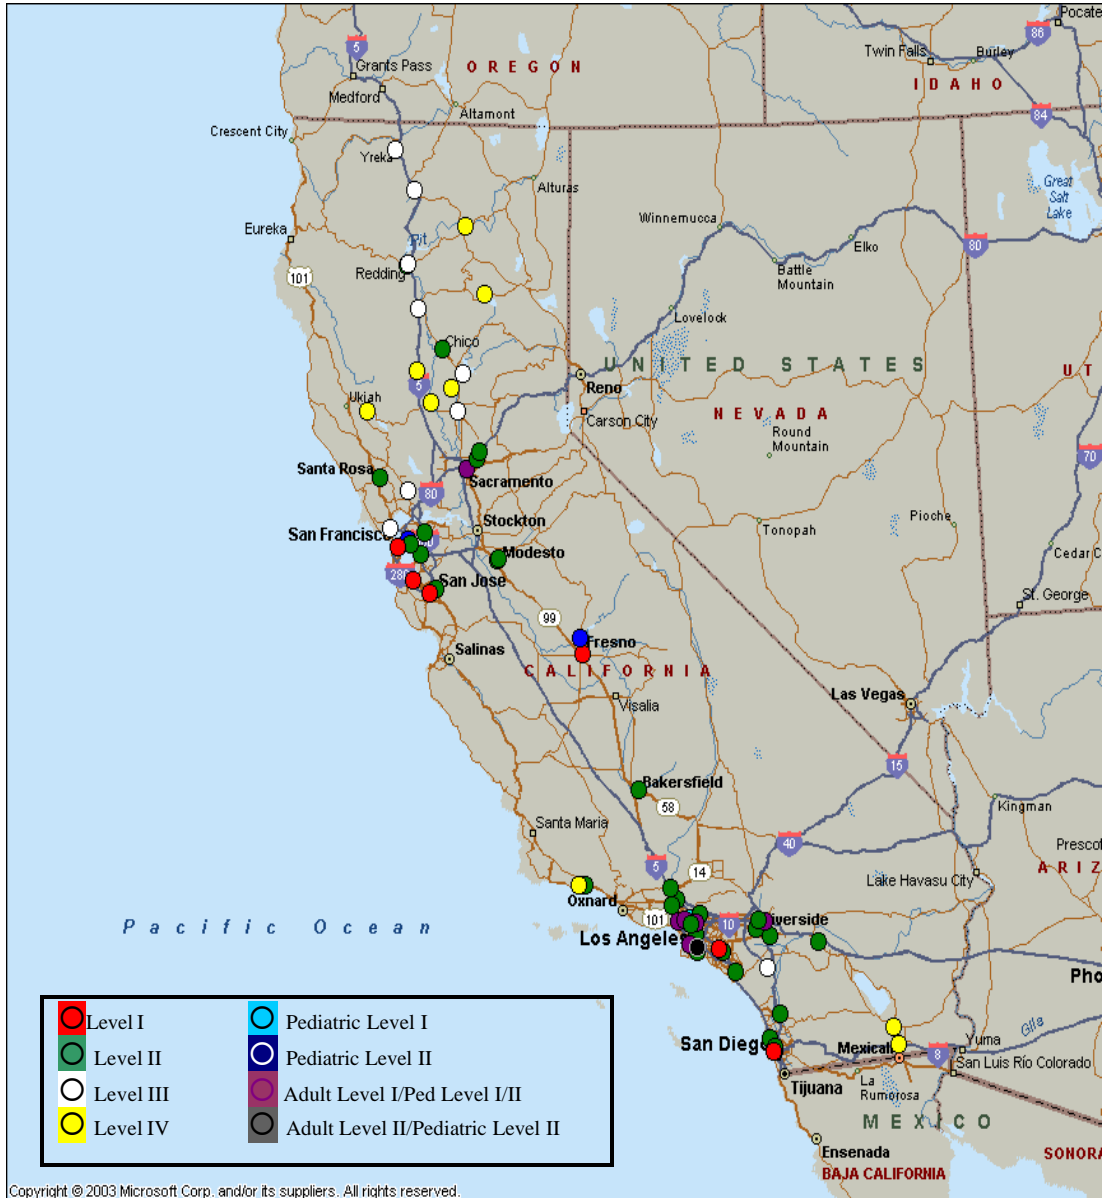 Pocate
86
5
Twin Falls
Burley
Grants Pass
OREGON
IDAHO
Medford
Altamont
84
Crescent City
Yreka
Alturas
Great
Salt
Lake
Winnemucca
Eureka
Pit
Elko
80
Redding
Battle
Mountain
101
Lovelock
Chico
UNITED STATES
UT
5
Reno
Ukiah
NEVADA
Carson City
Round
Mountain
70
Santa Rosa
Sacramento
80
Pioche
Stockton
San Francisco
Tonopah
Modesto
Cedar C
280
San Jose
St. George
99
Fresno
Salinas
CALIFORNIA
Las Vegas
Visalia
15
Bakersfield
Kingman
58
Santa Maria
40
Prescot
5
14
ARIZ
Lake Havasu City
Oxnard
101
10
Riverside
Pacific Ocean
Los Angeles
Pho
Level I
Pediatric Level I
Gila
San Diego
Mexicali
8
Yuma
Level II
Pediatric Level II
San Luis Río Colorado
Tijuana
La
Rumorosa
Level III
Adult Level I/Ped Level I/II
MEXICO
Level IV
Adult Level II/Pediatric Level II
Ensenada
SONORA
BAJA CALIFORNIA
Copyright © 2003 Microsoft Corp. and/or its suppliers. All rights reserved.